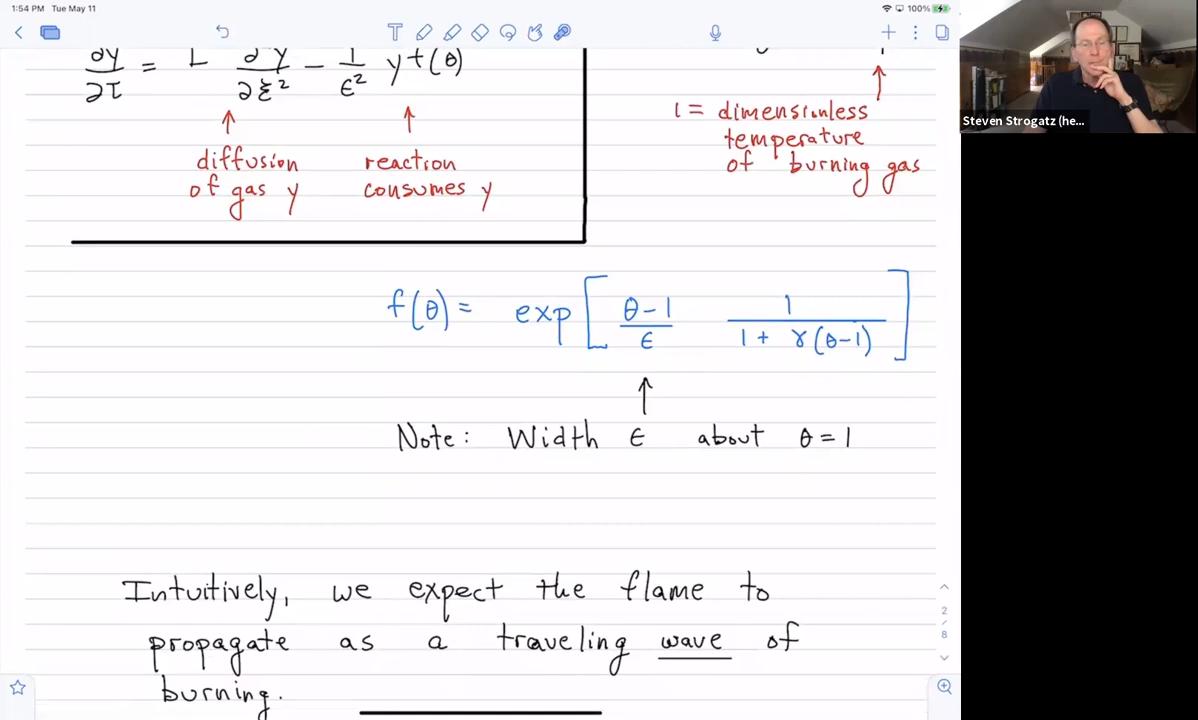 1:54 PM Tue May 11
100%
∂y/∂τ = L ∂²y/∂ξ² − 1/ε² y f(θ)
diffusion
of gas y
reaction
consumes y
1 = dimensionless
temperature
of burning gas
Steven Strogatz (he...
f(θ) = exp[ (θ−1)/ε 1/(1+ γ(θ−1)) ]
Note: Width ε about θ = 1
Intuitively, we expect the flame to
propagate as a traveling wave of
burning.
2
/
8